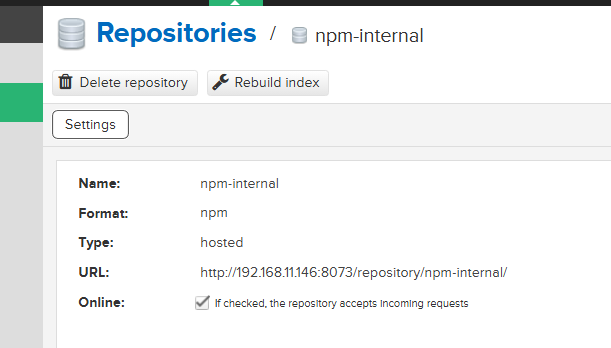 Repositories / npm-internal
Delete repository Rebuild index
Settings
Name: npm-internal
Format: npm
Type: hosted
URL: http://192.168.11.146:8073/repository/npm-internal/
Online: If checked, the repository accepts incoming requests